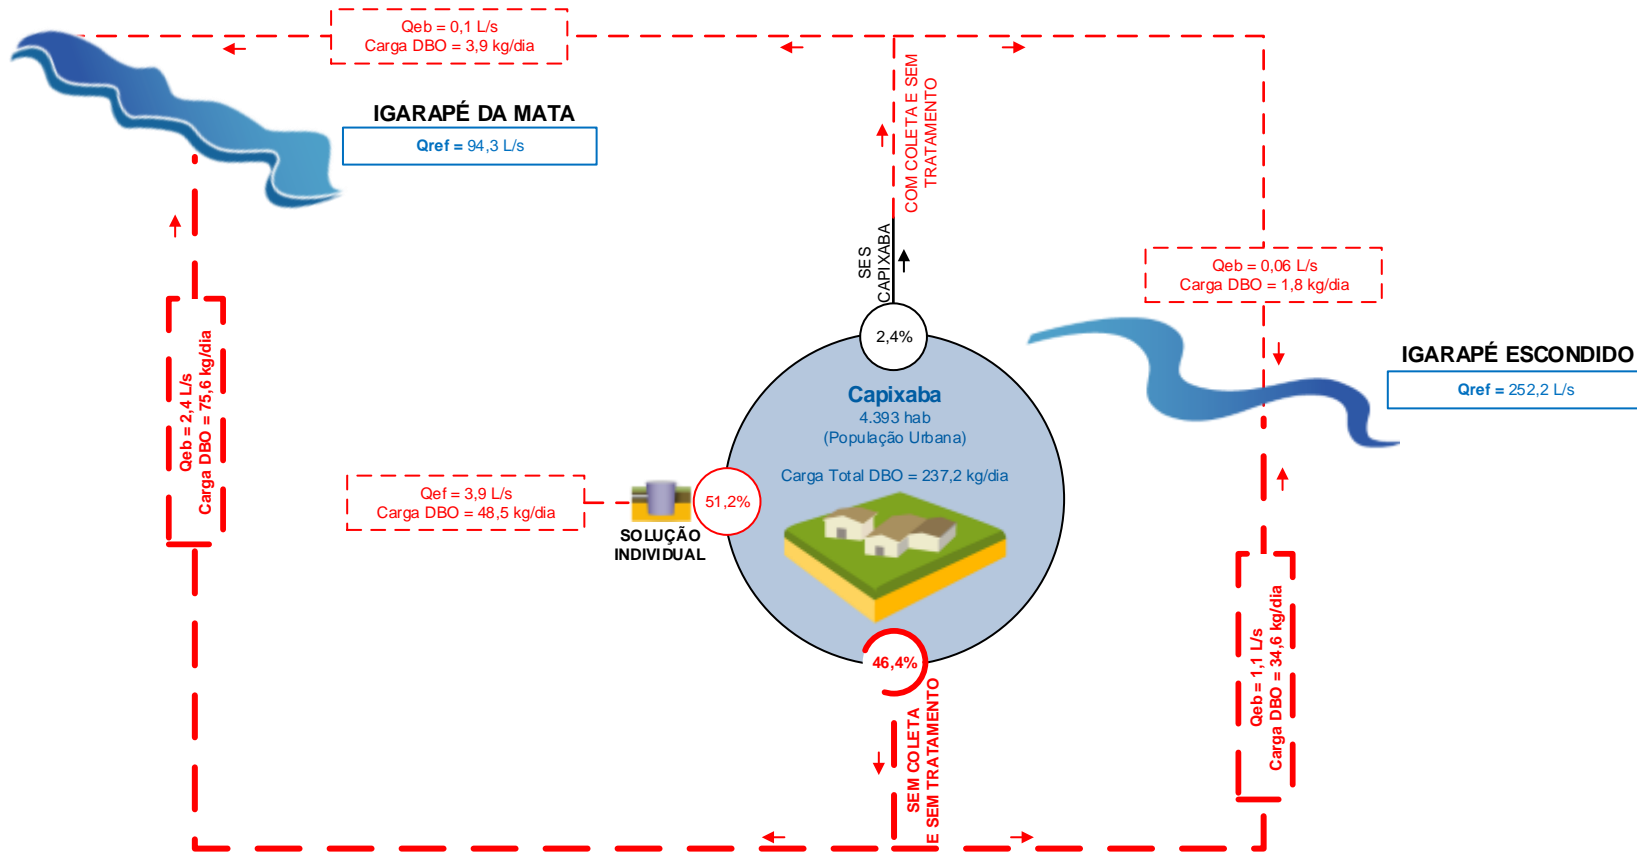 Qeb = 0,1 L/s
Carga DBO = 3,9 kg/dia
IGARAPÉ DA MATA
Qref = 94,3 L/s
COM COLETA E SEM
TRATAMENTO
SES
CAPIXABA
Qeb = 0,06 L/s
Carga DBO = 1,8 kg/dia
2,4%
IGARAPÉ ESCONDIDO
Qref = 252,2 L/s
Capixaba
4.393 hab
(População Urbana)
Carga Total DBO = 237,2 kg/dia
Qeb = 2,4 L/s
Carga DBO = 75,6 kg/dia
Qef = 3,9 L/s
Carga DBO = 48,5 kg/dia
51,2%
SOLUÇÃO
INDIVIDUAL
46,4%
SEM COLETA
E SEM TRATAMENTO
Qeb = 1,1 L/s
Carga DBO = 34,6 kg/dia